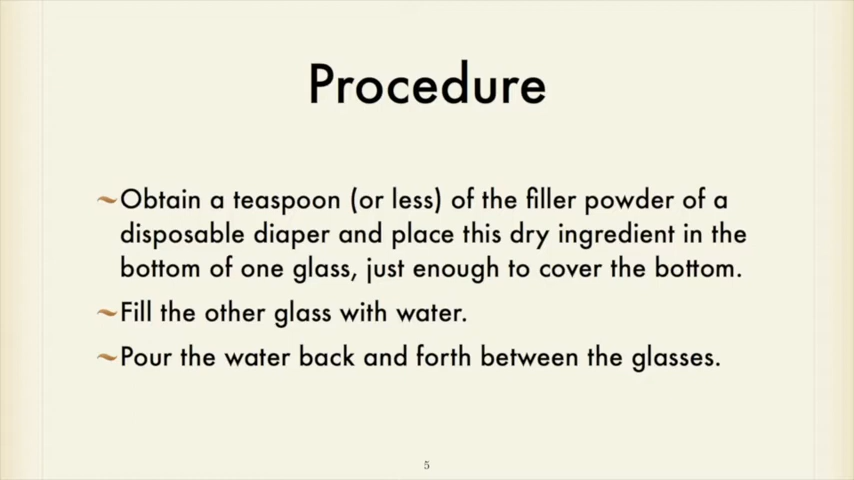 Procedure
~Obtain a teaspoon (or less) of the filler powder of a
disposable diaper and place this dry ingredient in the
bottom of one glass, just enough to cover the bottom.
~Fill the other glass with water.
~Pour the water back and forth between the glasses.
5